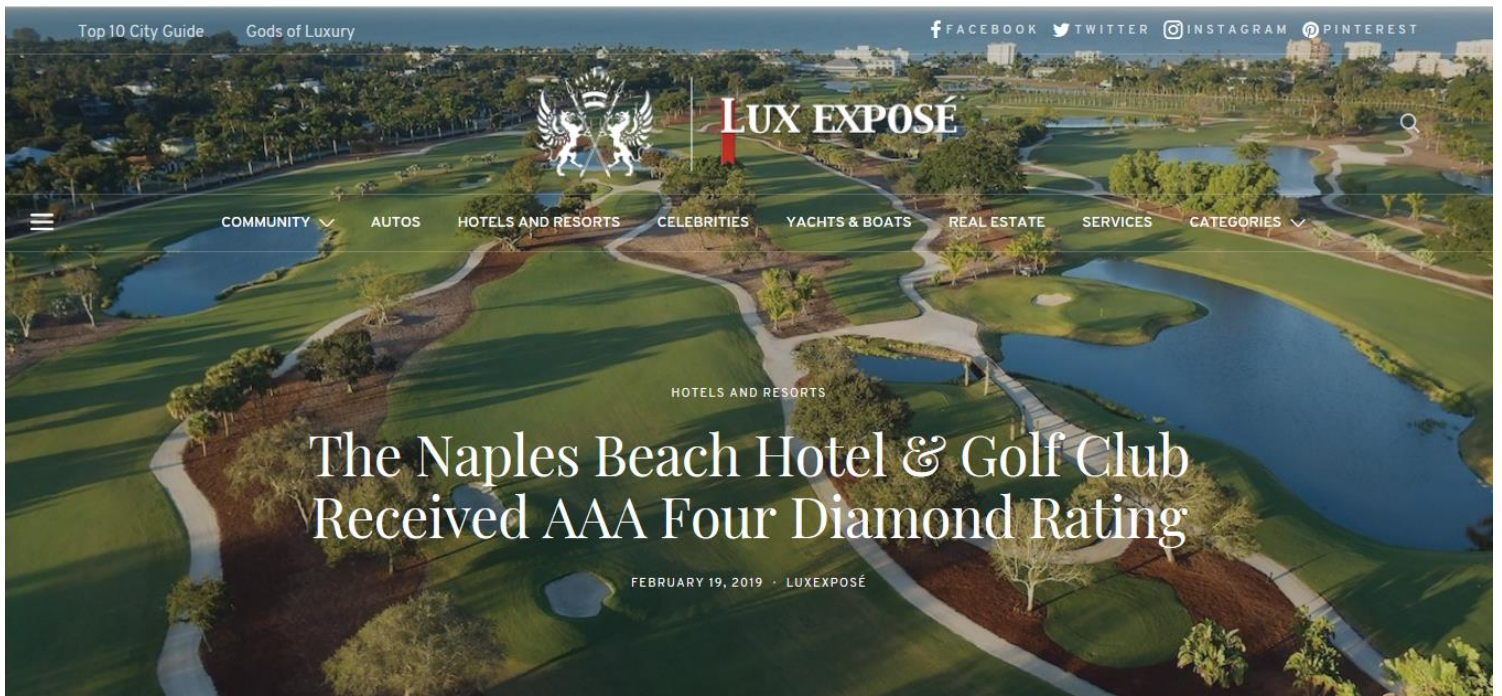 Top 10 City Guide Gods of Luxury FACEBOOK TWITTER INSTAGRAM PINTEREST
LUX EXPOSÉ
COMMUNITY AUTOS HOTELS AND RESORTS CELEBRITIES YACHTS & BOATS REAL ESTATE SERVICES CATEGORIES
HOTELS AND RESORTS
The Naples Beach Hotel & Golf Club
Received AAA Four Diamond Rating
FEBRUARY 19, 2019 · LUXEXPOSÉ